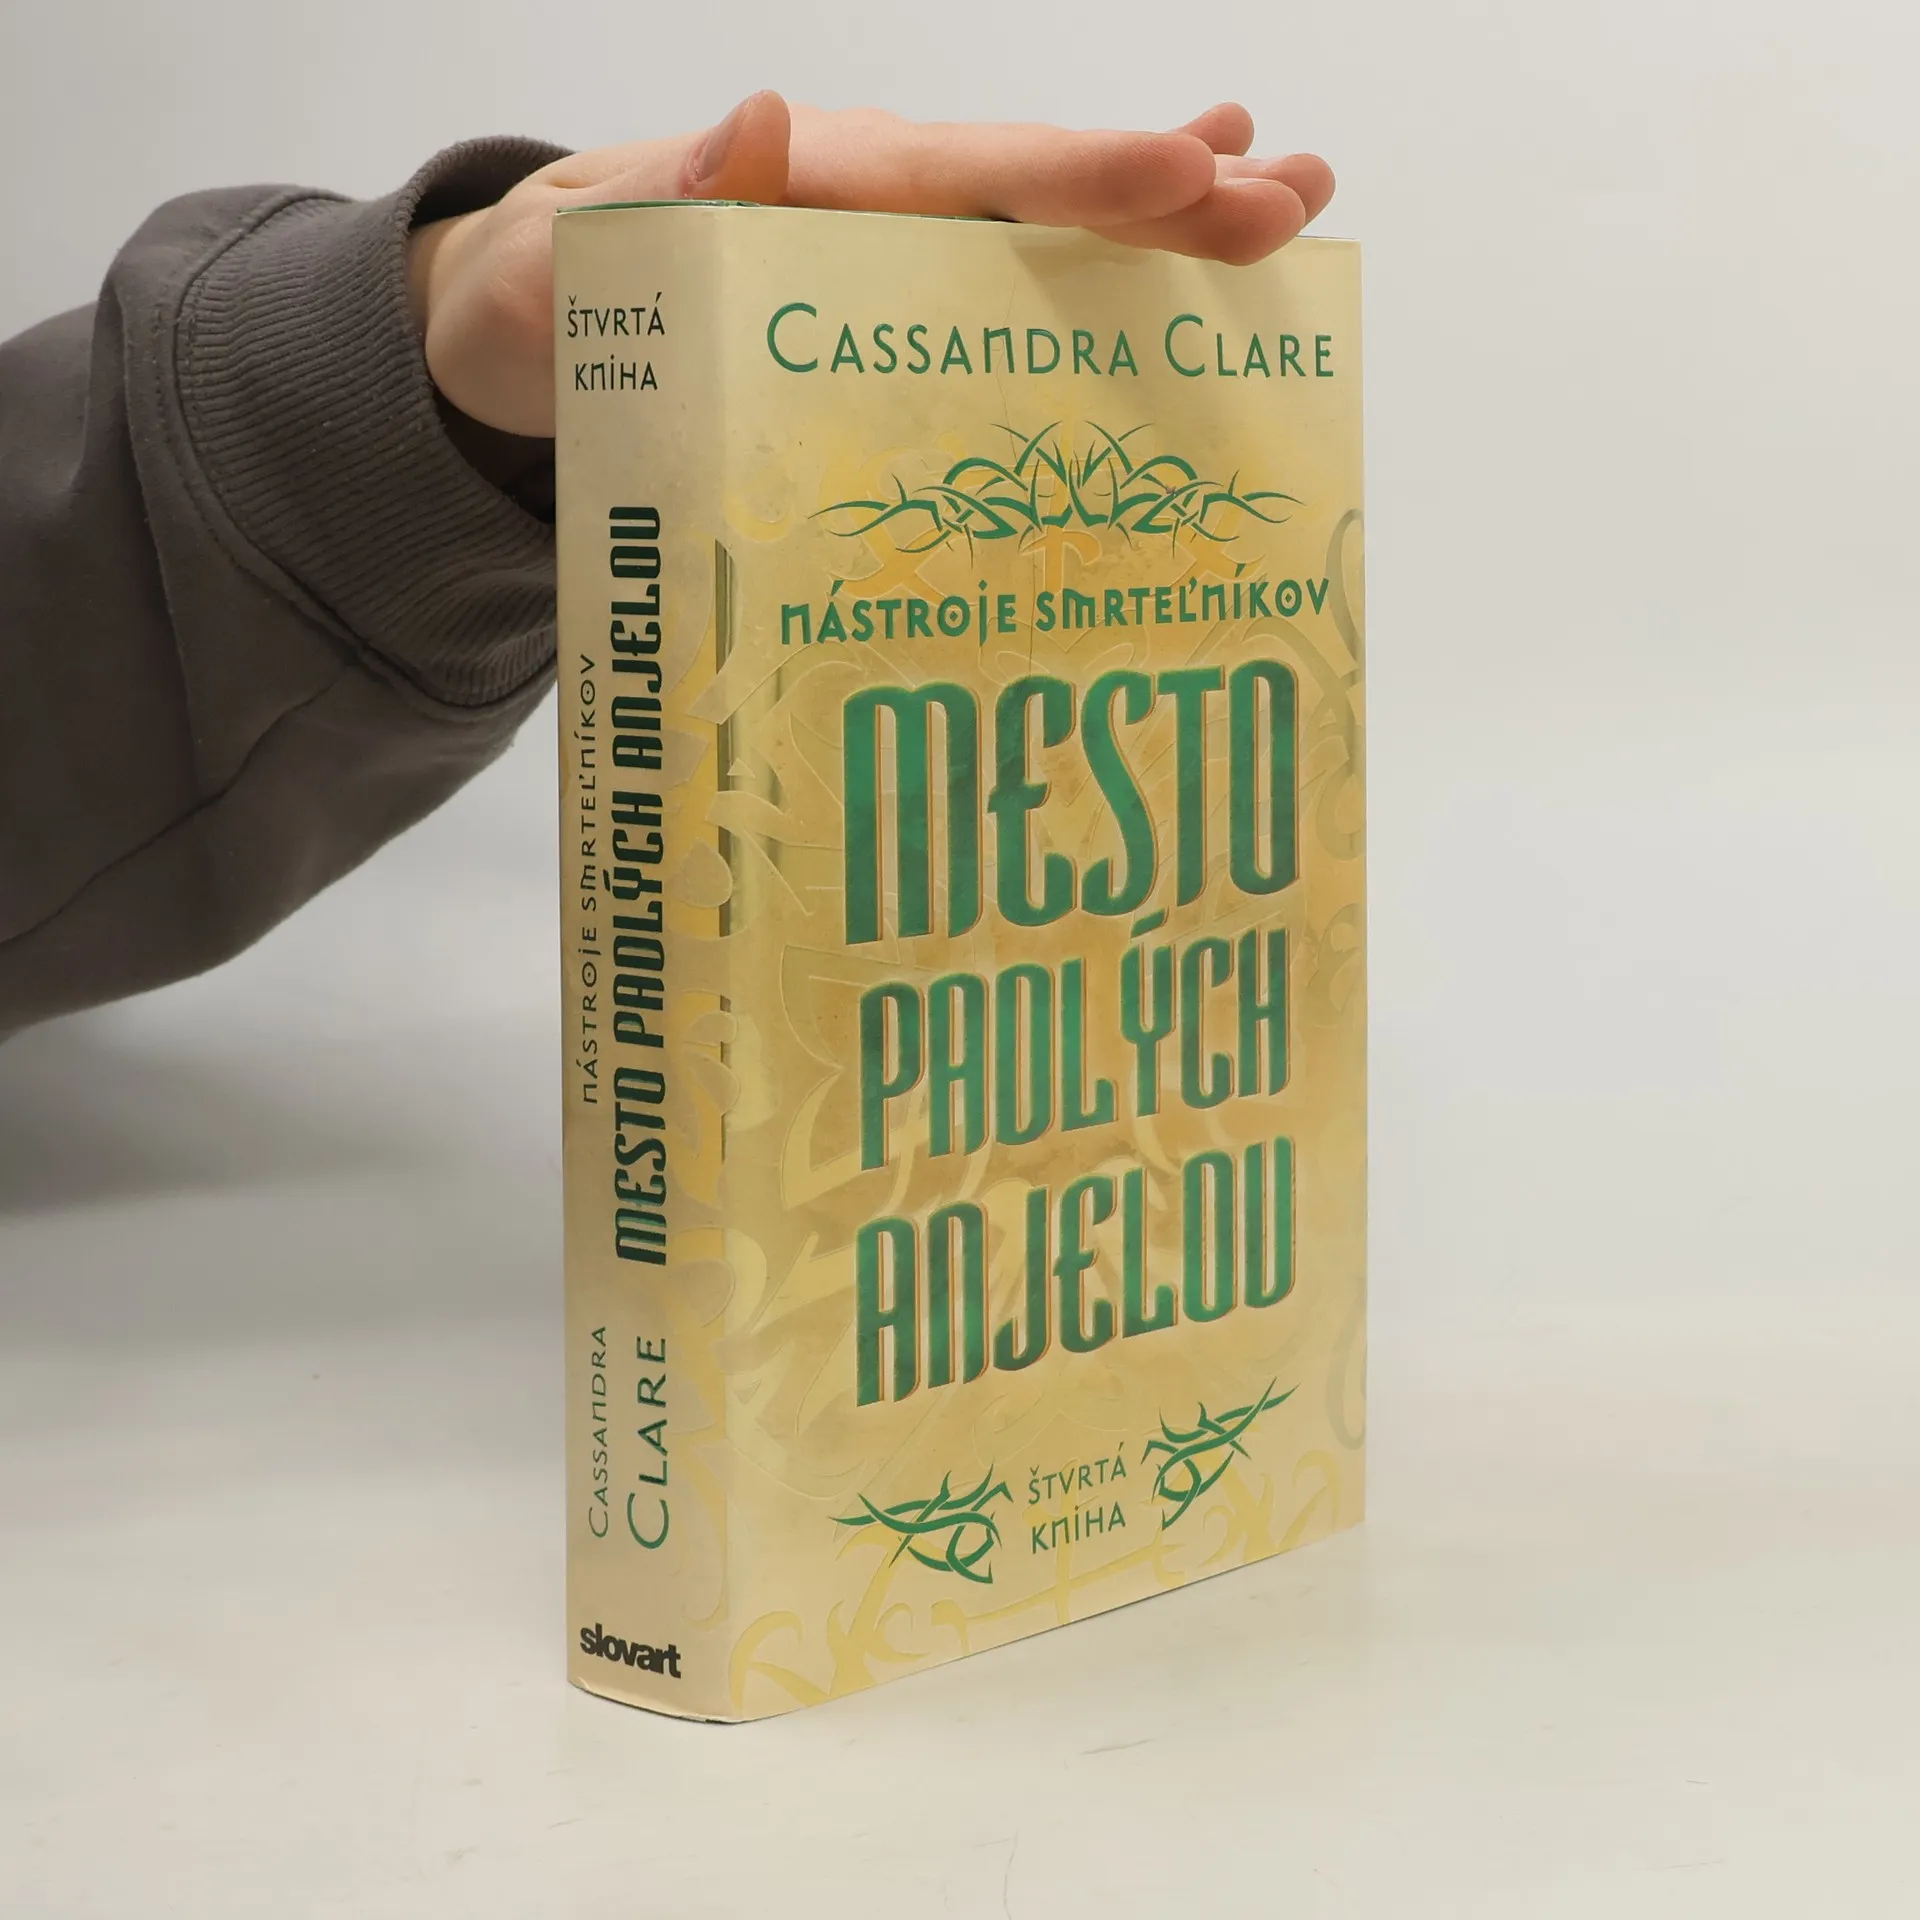 ŠTVRTÁ
KNIHA
NÁSTROJE SMRTEĽNÍKOV
MESTO PADLÝCH ANJELOV
CASSANDRA
CLARE
slovart
CASSANDRA CLARE
NÁSTROJE SMRTEĽNÍKOV
MESTO
PADLÝCH
ANJELOV
ŠTVRTÁ
KNIHA